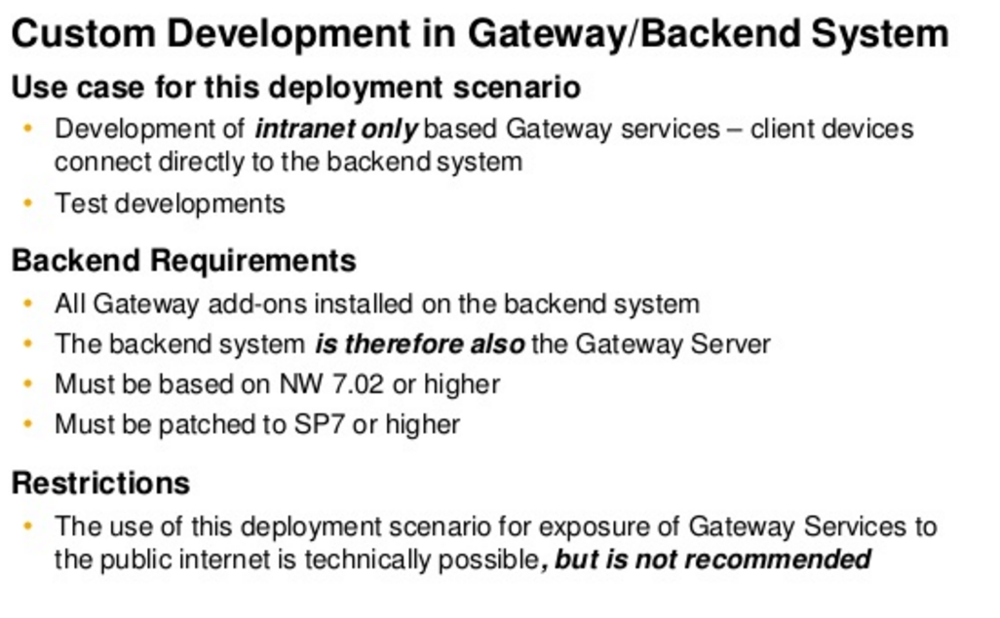 Custom Development in Gateway/Backend System
Use case for this deployment scenario
• Development of intranet only based Gateway services – client devices
connect directly to the backend system
• Test developments
Backend Requirements
• All Gateway add-ons installed on the backend system
• The backend system is therefore also the Gateway Server
• Must be based on NW 7.02 or higher
• Must be patched to SP7 or higher
Restrictions
• The use of this deployment scenario for exposure of Gateway Services to
the public internet is technically possible, but is not recommended